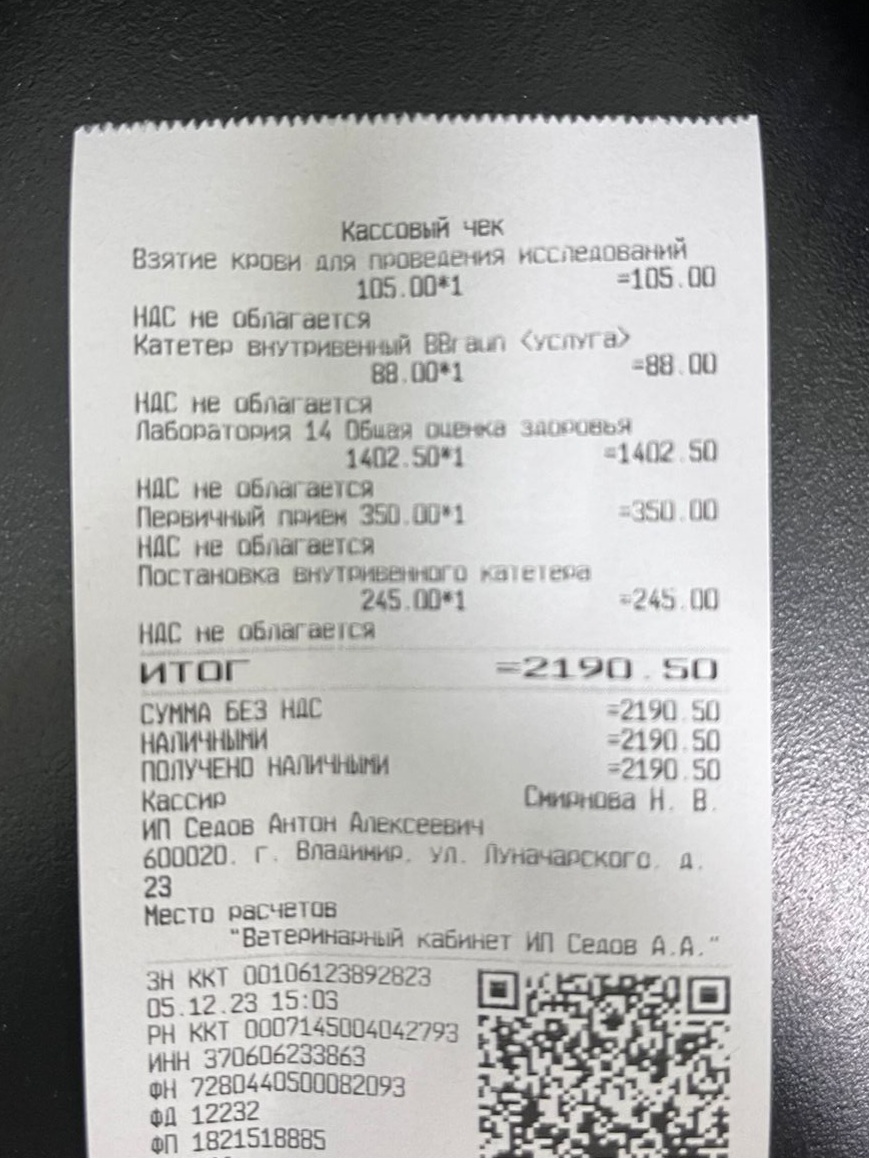 Кассовый чек
Взятие крови для проведения исследований
105.00*1 =105.00
НДС не облагается
Катетер внутривенный BBraun <услуга>
88.00*1 =88.00
НДС не облагается
Лаборатория 14 Общая оценка здоровья
1402.50*1 =1402.50
НДС не облагается
Первичный прием 350.00*1 =350.00
НДС не облагается
Постановка внутривенного катетера
245.00*1 =245.00
НДС не облагается
ИТОГ =2190.50
СУММА БЕЗ НДС =2190.50
НАЛИЧНЫМИ =2190.50
ПОЛУЧЕНО НАЛИЧНЫМИ =2190.50
Кассир Смирнова Н. В.
ИП Седов Антон Алексеевич
600020, г. Владимир, ул. Луначарского, д.
23
Место расчетов
"Ветеринарный кабинет ИП Седов А.А."
ЗН ККТ 00106123892823
05.12.23 15:03
РН ККТ 0007145004042793
ИНН 370606233863
ФН 7280440500082093
ФД 12232
ФП 1821518885